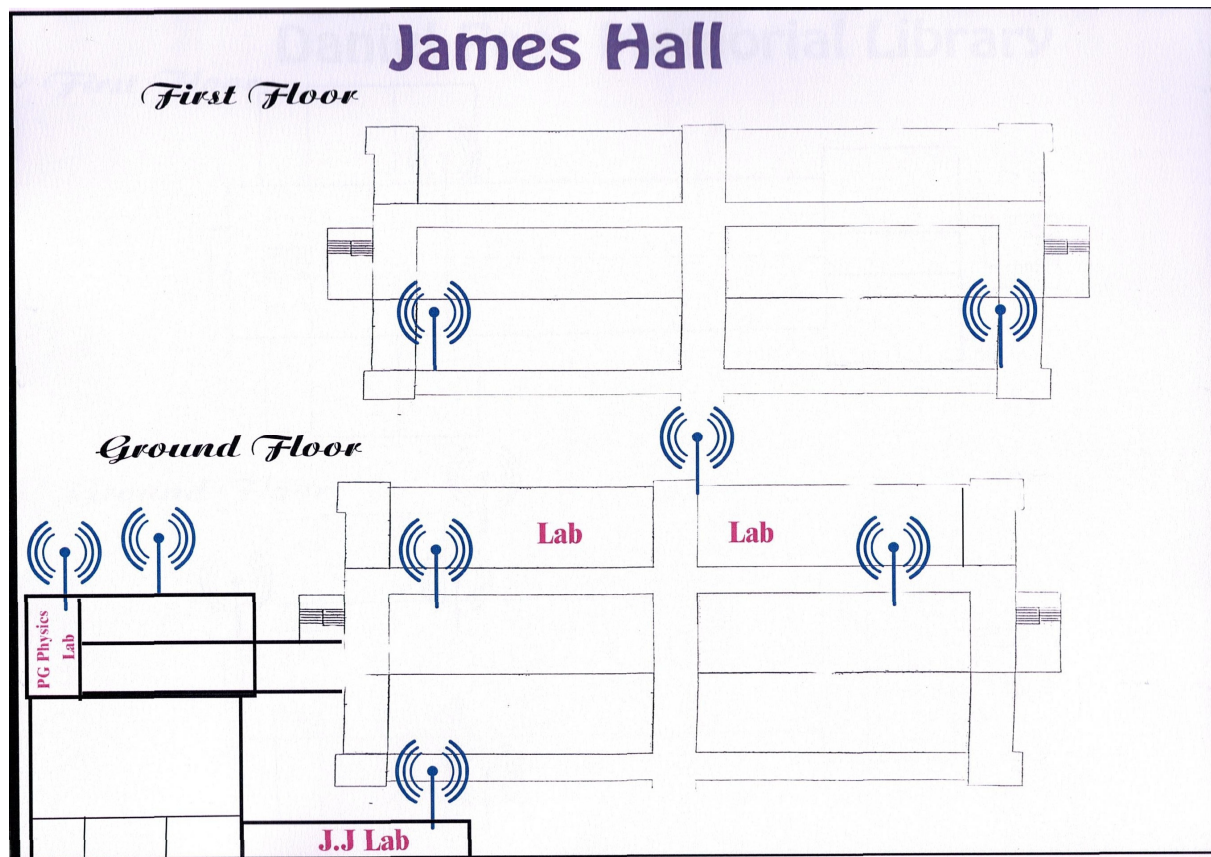 James Hall
First Floor
Ground Floor
Lab
Lab
PG Physics
Lab
J.J Lab